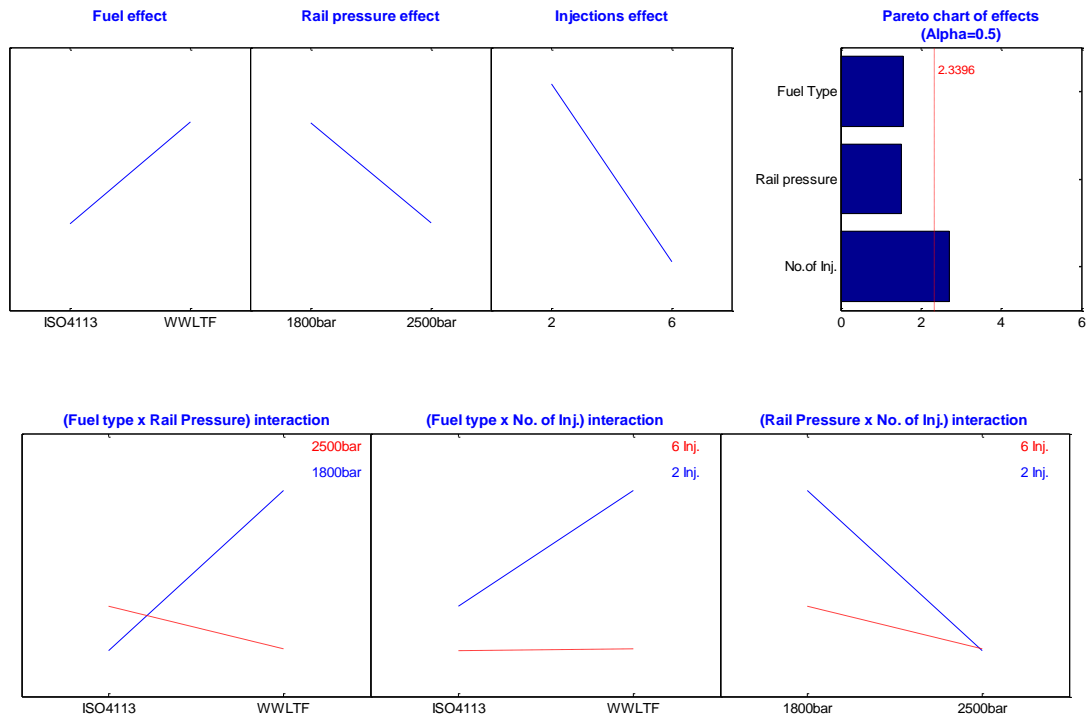 Fuel effect
Rail pressure effect
Injections effect
ISO4113
WWLTF
1800bar
2500bar
2
6
Pareto chart of effects
(Alpha=0.5)
2.3396
Fuel Type
Rail pressure
No.of Inj.
0
2
4
6
(Fuel type x Rail Pressure) interaction
2500bar
1800bar
ISO4113
WWLTF
(Fuel type x No. of Inj.) interaction
6 Inj.
2 Inj.
ISO4113
WWLTF
(Rail Pressure x No. of Inj.) interaction
6 Inj.
2 Inj.
1800bar
2500bar